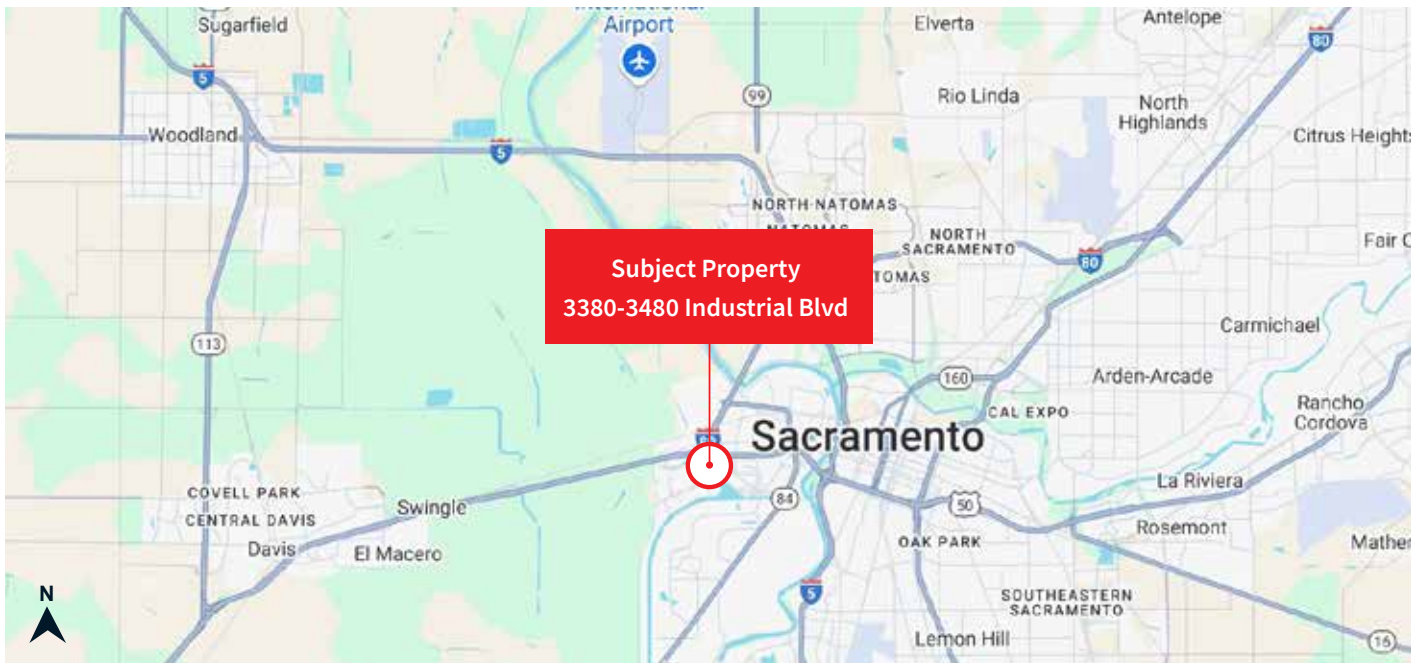 International
Airport
Sugarfield
Elverta
Antelope
80
5
99
Rio Linda
North
Highlands
Woodland
5
Citrus Heights
NORTH NATOMAS
NATOMAS
NORTH
SACRAMENTO
80
Fair O
TOMAS
Subject Property
3380-3480 Industrial Blvd
Carmichael
113
160
Arden-Arcade
CAL EXPO
Rancho
Cordova
Sacramento
La Riviera
COVELL PARK
CENTRAL DAVIS
Swingle
84
50
Rosemont
Davis
El Macero
OAK PARK
Mather
N
5
SOUTHEASTERN
SACRAMENTO
Lemon Hill
16